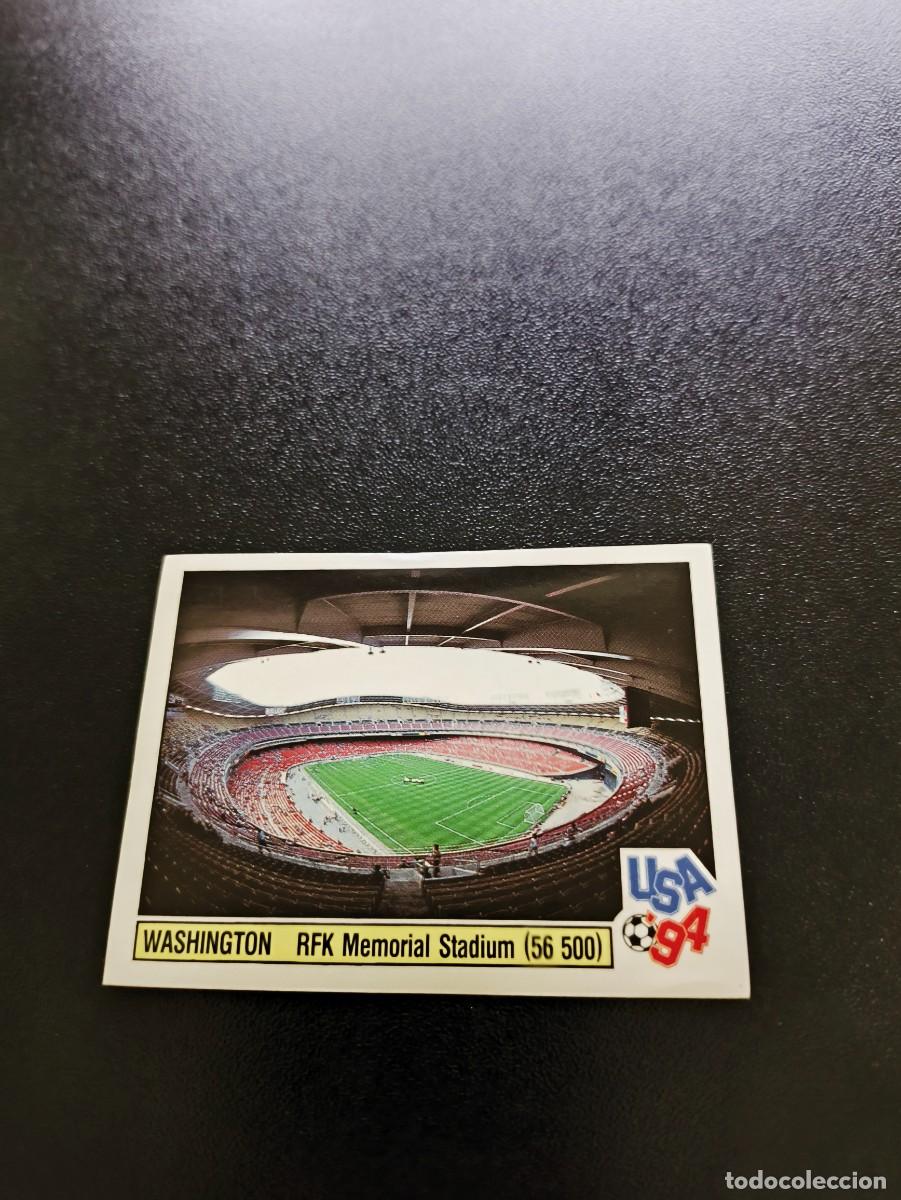 USA
'94
WASHINGTON RFK Memorial Stadium (56 500)
todocoleccion